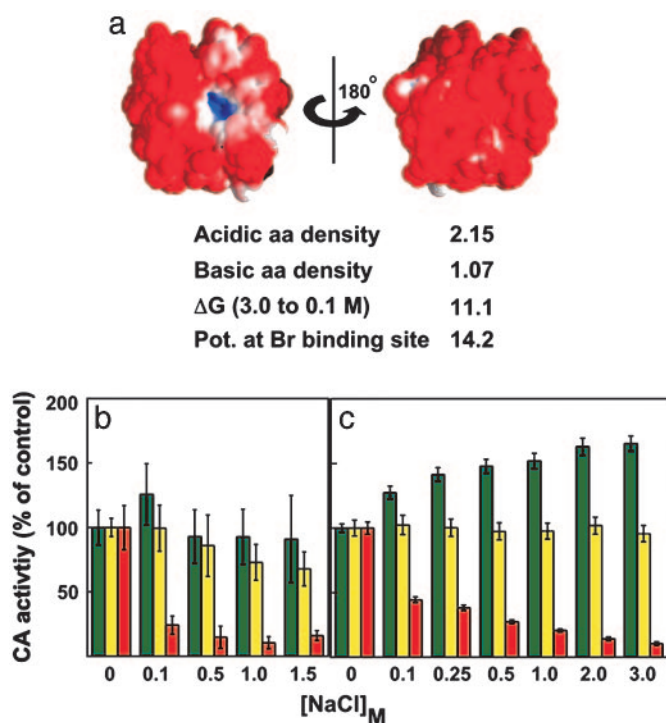 a
180°
Acidic aa density 2.15
Basic aa density 1.07
ΔG (3.0 to 0.1 M) 11.1
Pot. at Br binding site 14.2
CA activtiy (% of control)
200
150
100
50
b
c
0 0.1 0.5 1.0 1.5
0 0.1 0.25 0.5 1.0 2.0 3.0
[NaCl]M